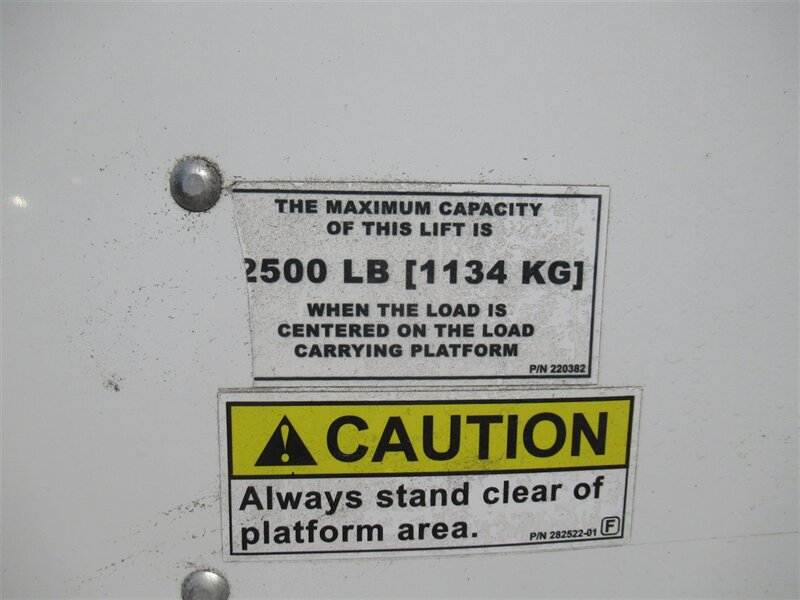 THE MAXIMUM CAPACITY
OF THIS LIFT IS
2500 LB [1134 KG]
WHEN THE LOAD IS
CENTERED ON THE LOAD
CARRYING PLATFORM
P/N 220382
CAUTION
Always stand clear of
platform area.
P/N 282522-01 F